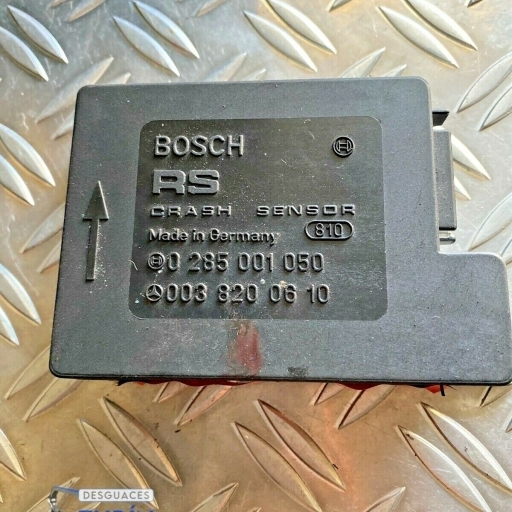 BOSCH
RS
CRASH SENSOR
Made in Germany 810
0 285 001 050
003 820 06 10
DESGUACES